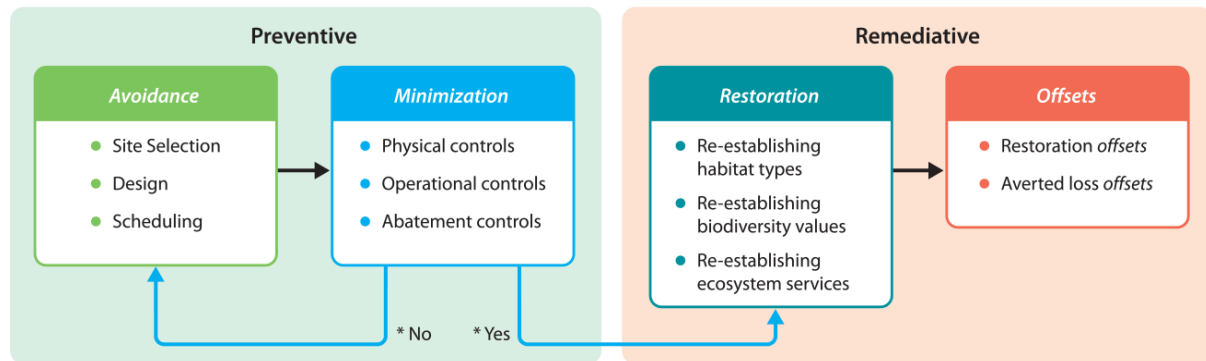 Preventive
Avoidance
Site Selection
Design
Scheduling
Minimization
Physical controls
Operational controls
Abatement controls
* No
* Yes
Remediative
Restoration
Re-establishing
habitat types
Re-establishing
biodiversity values
Re-establishing
ecosystem services
Offsets
Restoration offsets
Averted loss offsets